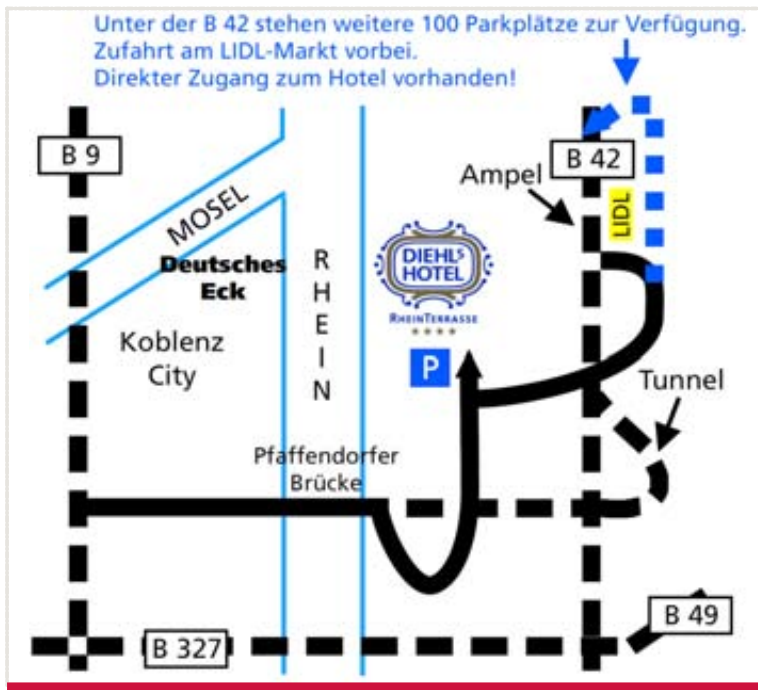 Unter der B 42 stehen weitere 100 Parkplätze zur Verfügung.
Zufahrt am LIDL-Markt vorbei.
Direkter Zugang zum Hotel vorhanden!
B 9
B 42
Ampel
MOSEL
LIDL
Deutsches
Eck
RHEIN
DIEHLS
HOTEL
RHEINTERRASSE
****
Koblenz
City
P
Tunnel
Pfaffendorfer
Brücke
B 49
B 327